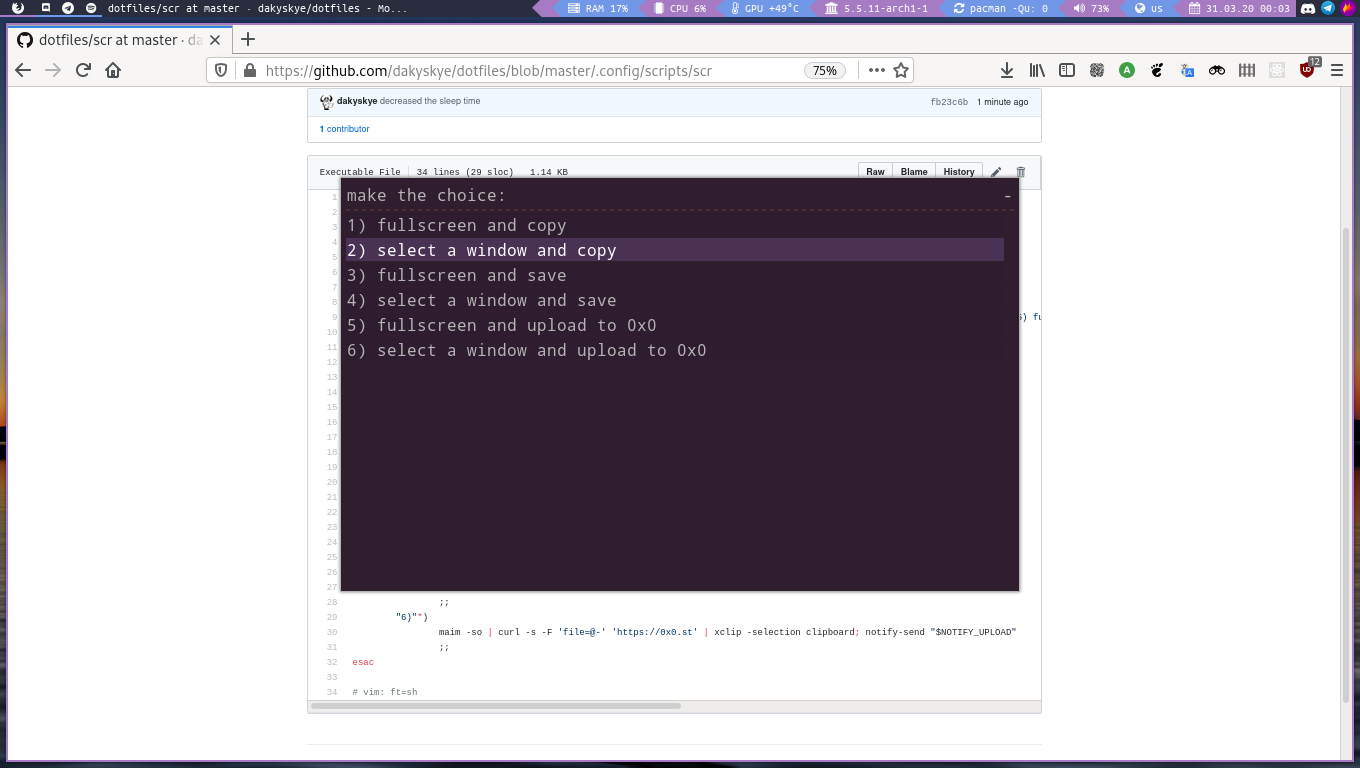 dotfiles/scr at master · dakyskye/dotfiles - Mo...
RAM 17%
CPU 6%
GPU +49°C
5.5.11-arch1-1
pacman -Qu: 0
73%
us
31.03.20 00:03
dotfiles/scr at master · da
https://github.com/dakyskye/dotfiles/blob/master/.config/scripts/scr
75%
A
12
dakyskye decreased the sleep time
fb23c6b 1 minute ago
1 contributor
Executable File 34 lines (29 sloc) 1.14 KB
Raw Blame History
make the choice:
1) fullscreen and copy
2) select a window and copy
3) fullscreen and save
4) select a window and save
5) fullscreen and upload to 0x0
6) select a window and upload to 0x0
1
2
3
4
5
6
7
8
9
10
11
12
13
14
15
16
17
18
19
20
21
22
23
24
25
26
27
28 ;;
29 "6)"*)
30 maim -so | curl -s -F 'file=@-' 'https://0x0.st' | xclip -selection clipboard; notify-send "$NOTIFY_UPLOAD"
31 ;;
32 esac
33
34 # vim: ft=sh